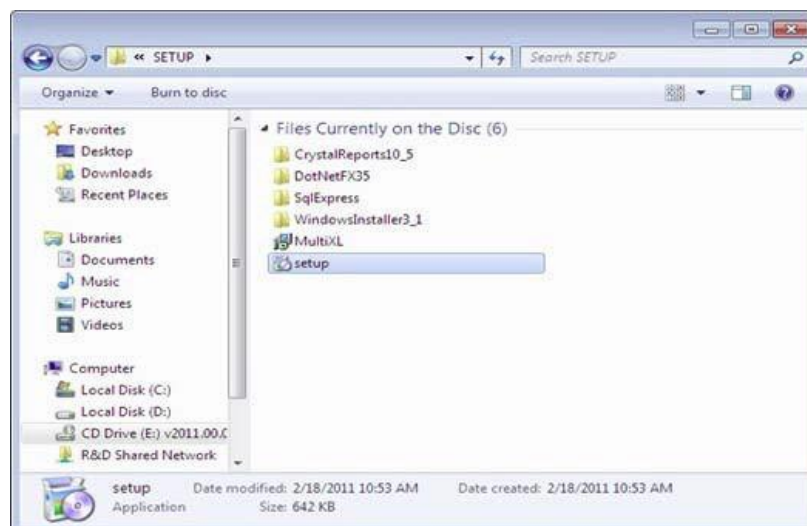 « SETUP ▸
Search SETUP
Organize
Burn to disc
Favorites
Desktop
Downloads
Recent Places
Libraries
Documents
Music
Pictures
Videos
Computer
Local Disk (C:)
Local Disk (D:)
CD Drive (E:) v2011.00.0
R&D Shared Network
Files Currently on the Disc (6)
CrystalReports10_5
DotNetFX35
SqlExpress
WindowsInstaller3_1
MultiXL
setup
setup
Date modified: 2/18/2011 10:53 AM
Date created: 2/18/2011 10:53 AM
Application
Size: 642 KB